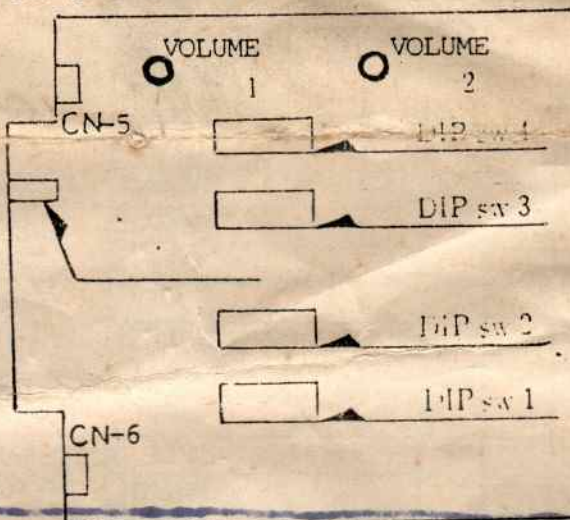 VOLUME 1
VOLUME 2
CN-5
DIP sw 4
DIP sw 3
DIP sw 2
DIP sw 1
CN-6